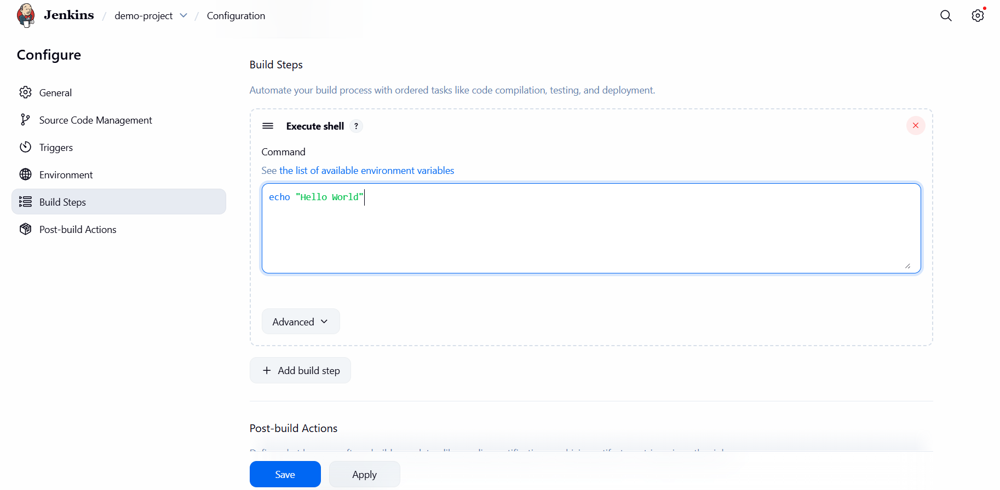 Jenkins / demo-project / Configuration
Configure
General
Source Code Management
Triggers
Environment
Build Steps
Post-build Actions
Build Steps
Automate your build process with ordered tasks like code compilation, testing, and deployment.
Execute shell ?
Command
See the list of available environment variables
echo "Hello World"
Advanced
Add build step
Post-build Actions
Save
Apply